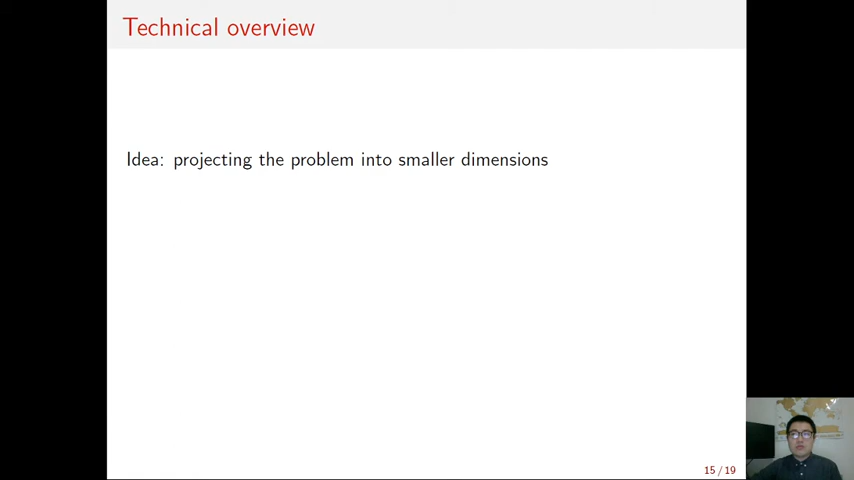 Technical overview
Idea: projecting the problem into smaller dimensions
15 / 19